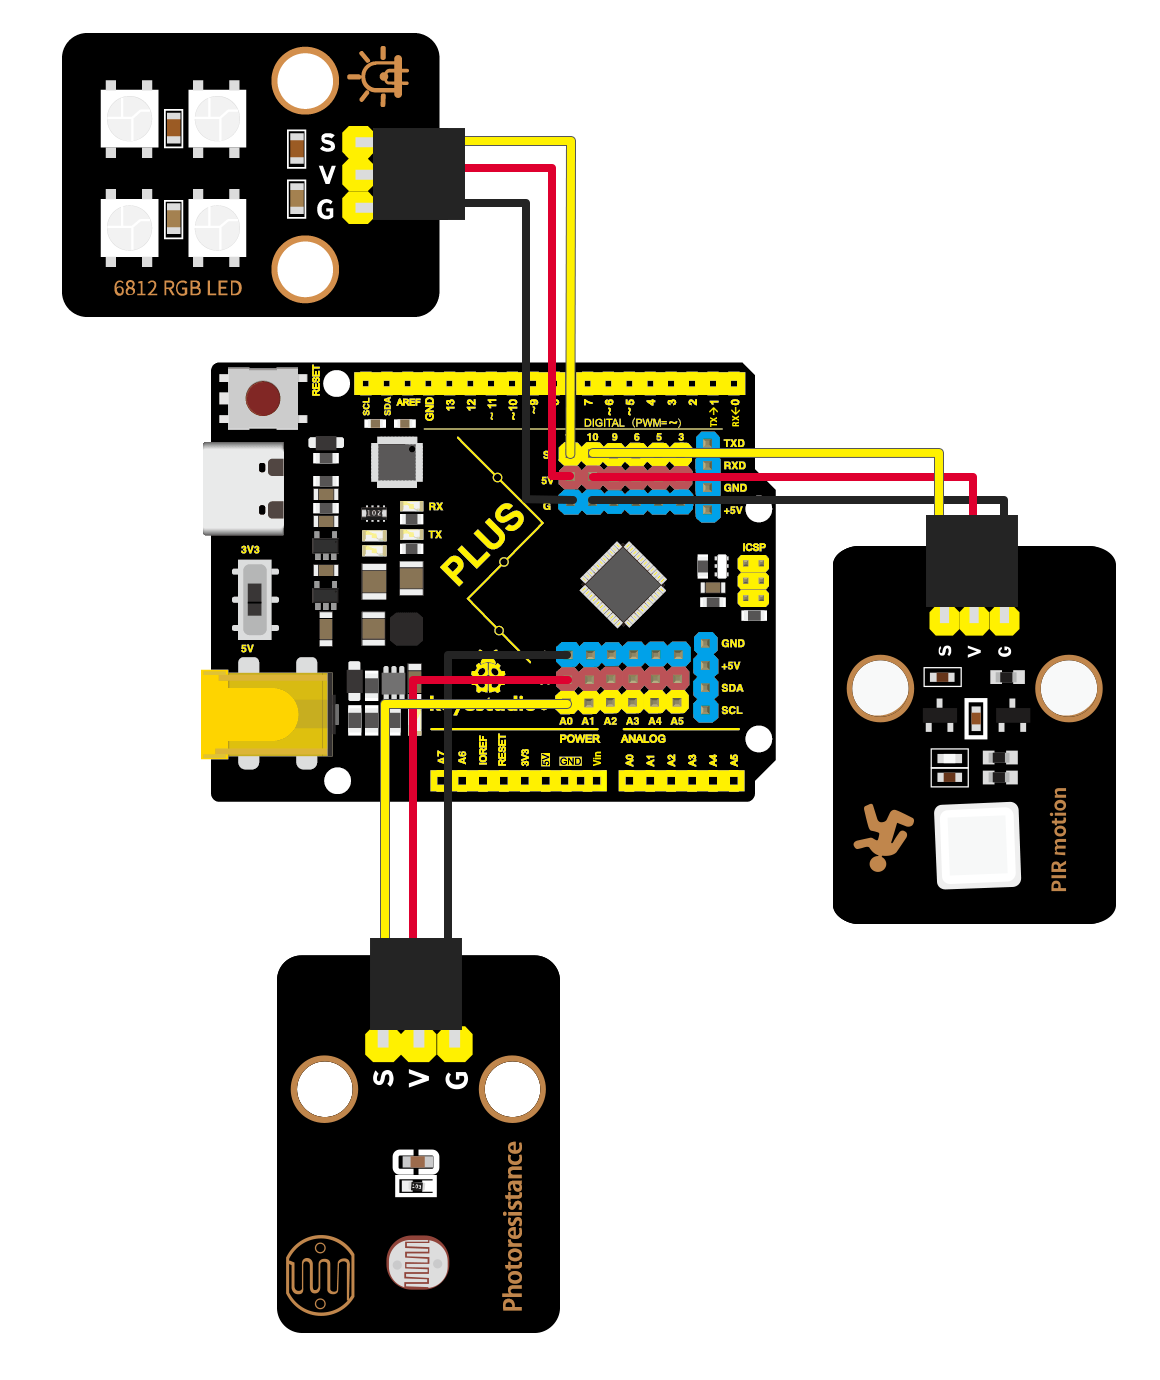 S
V
G
6812 RGB LED
RESET
SCL
SDA
AREF
GND
13
12
~11
~10
~9
7
~6
~5
4
3
2
TX→1
RX←0
DIGITAL (PWM=~)
10
9
6
5
3
TXD
RXD
GND
+5V
5V
G
RX
TX
PLUS
ICSP
3V3
5V
102
GND
+5V
SDA
SCL
A0
A1
A2
A3
A4
A5
POWER
ANALOG
A7
A6
IOREF
RESET
3V3
5V
GND
Vin
A0
A1
A2
A3
A4
A5
S
V
G
PIR motion
S
V
G
Photoresistance